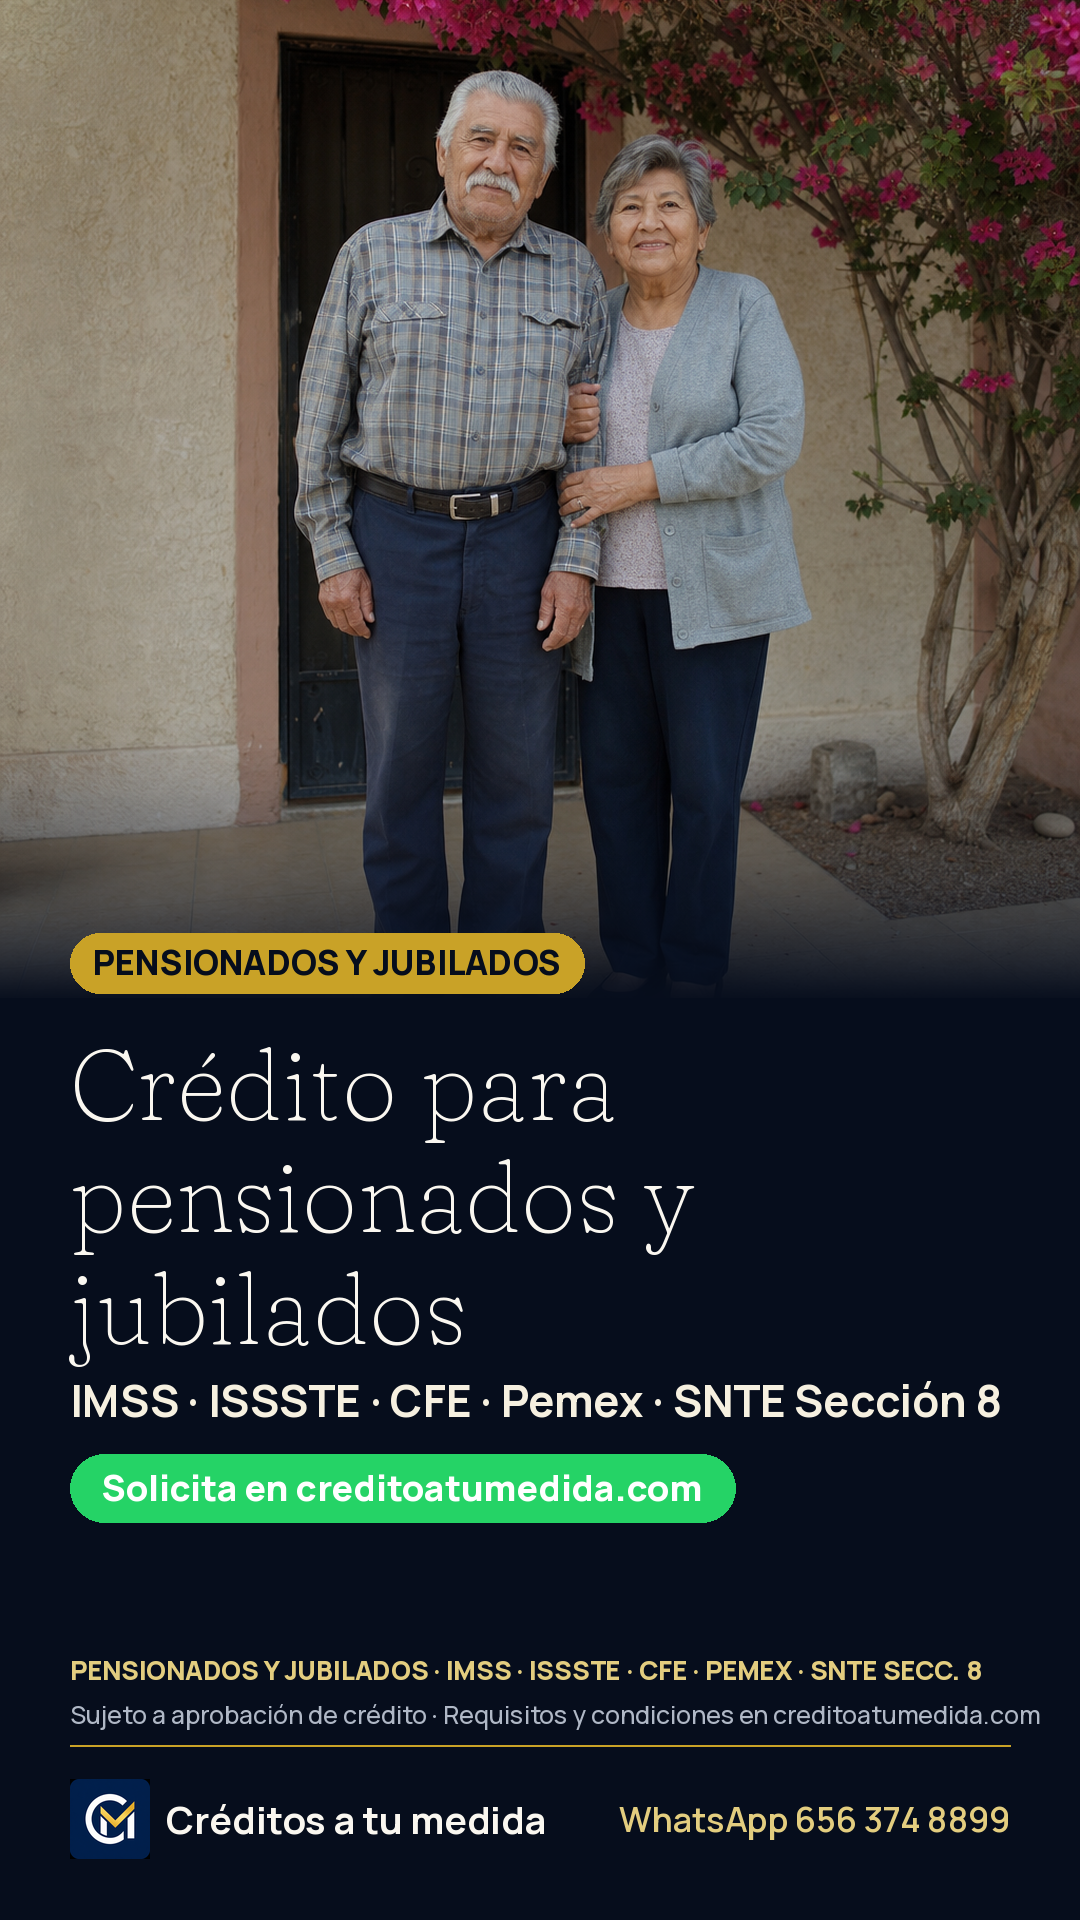 PENSIONADOS Y JUBILADOS
Crédito para
pensionados y
jubilados
IMSS · ISSSTE · CFE · Pemex · SNTE Sección 8
Solicita en creditoatumedida.com
PENSIONADOS Y JUBILADOS · IMSS · ISSSTE · CFE · PEMEX · SNTE SECC. 8
Sujeto a aprobación de crédito · Requisitos y condiciones en creditoatumedida.com
Créditos a tu medida
WhatsApp 656 374 8899